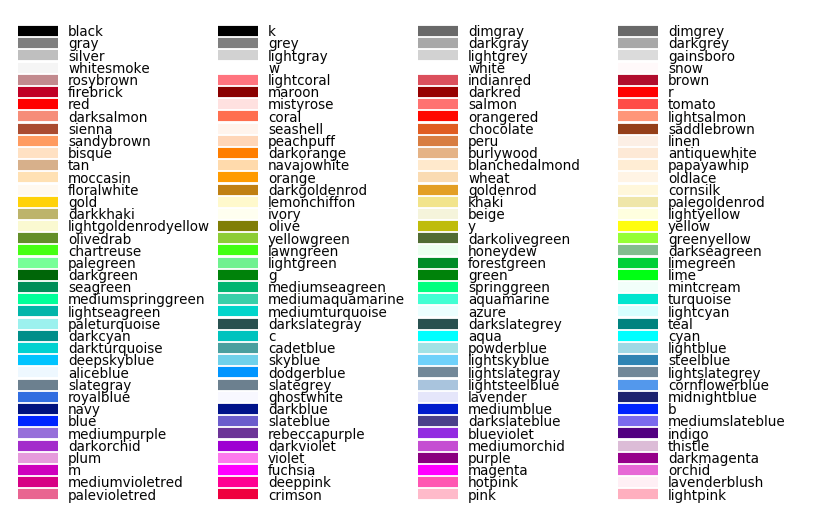 black k dimgray dimgrey
gray grey darkgray darkgrey
silver lightgray lightgrey gainsboro
whitesmoke w white snow
rosybrown lightcoral indianred brown
firebrick maroon darkred r
red mistyrose salmon tomato
darksalmon coral orangered lightsalmon
sienna seashell chocolate saddlebrown
sandybrown peachpuff peru linen
bisque darkorange burlywood antiquewhite
tan navajowhite blanchedalmond papayawhip
moccasin orange wheat oldlace
floralwhite darkgoldenrod goldenrod cornsilk
gold lemonchiffon khaki palegoldenrod
darkkhaki ivory beige lightyellow
lightgoldenrodyellow olive y yellow
olivedrab yellowgreen darkolivegreen greenyellow
chartreuse lawngreen honeydew darkseagreen
palegreen lightgreen forestgreen limegreen
darkgreen g green lime
seagreen mediumseagreen springgreen mintcream
mediumspringgreen mediumaquamarine aquamarine turquoise
lightseagreen mediumturquoise azure lightcyan
paleturquoise darkslategray darkslategrey teal
darkcyan c aqua cyan
darkturquoise cadetblue powderblue lightblue
deepskyblue skyblue lightskyblue steelblue
aliceblue dodgerblue lightslategray lightslategrey
slategray slategrey lightsteelblue cornflowerblue
royalblue ghostwhite lavender midnightblue
navy darkblue mediumblue b
blue slateblue darkslateblue mediumslateblue
mediumpurple rebeccapurple blueviolet indigo
darkorchid darkviolet mediumorchid thistle
plum violet purple darkmagenta
m fuchsia magenta orchid
mediumvioletred deeppink hotpink lavenderblush
palevioletred crimson pink lightpink